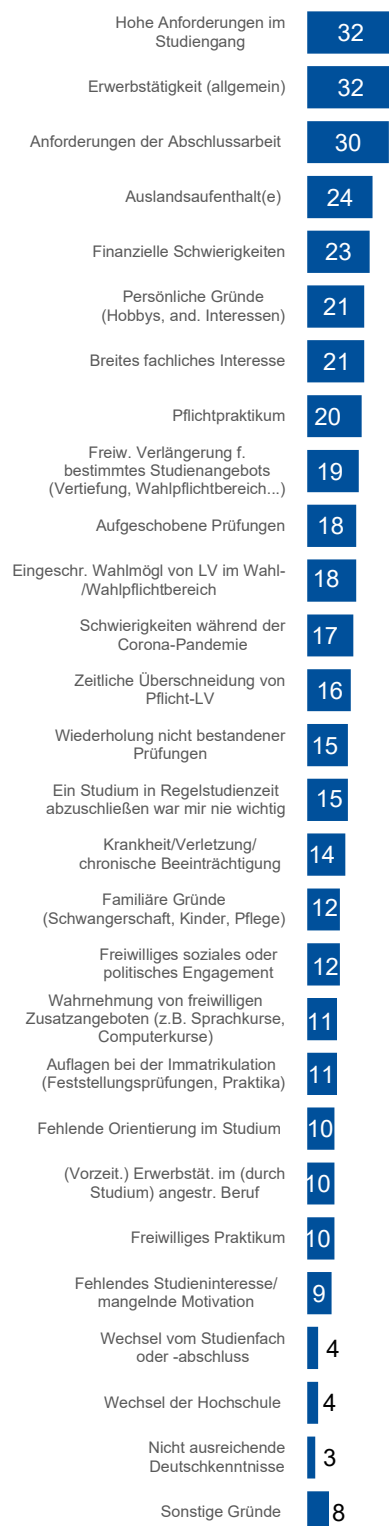 Hohe Anforderungen im
Studiengang
32
Erwerbstätigkeit (allgemein)
32
Anforderungen der Abschlussarbeit
30
Auslandsaufenthalt(e)
24
Finanzielle Schwierigkeiten
23
Persönliche Gründe
(Hobbys, and. Interessen)
21
Breites fachliches Interesse
21
Pflichtpraktikum
20
Freiw. Verlängerung f.
bestimmtes Studienangebots
(Vertiefung, Wahlpflichtbereich...)
19
Aufgeschobene Prüfungen
18
Eingeschr. Wahlmögl von LV im Wahl-
/Wahlpflichtbereich
18
Schwierigkeiten während der
Corona-Pandemie
17
Zeitliche Überschneidung von
Pflicht-LV
16
Wiederholung nicht bestandener
Prüfungen
15
Ein Studium in Regelstudienzeit
abzuschließen war mir nie wichtig
15
Krankheit/Verletzung/
chronische Beeinträchtigung
14
Familiäre Gründe
(Schwangerschaft, Kinder, Pflege)
12
Freiwilliges soziales oder
politisches Engagement
12
Wahrnehmung von freiwilligen
Zusatzangeboten (z.B. Sprachkurse,
Computerkurse)
11
Auflagen bei der Immatrikulation
(Feststellungsprüfungen, Praktika)
11
Fehlende Orientierung im Studium
10
(Vorzeit.) Erwerbstät. im (durch
Studium) angestr. Beruf
10
Freiwilliges Praktikum
10
Fehlendes Studieninteresse/
mangelnde Motivation
9
Wechsel vom Studienfach
oder -abschluss
4
Wechsel der Hochschule
4
Nicht ausreichende
Deutschkenntnisse
3
Sonstige Gründe
8